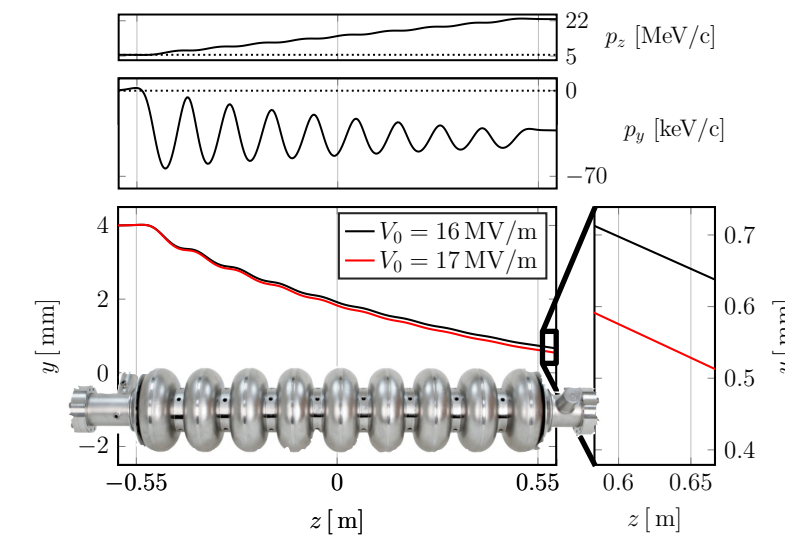 22
5
p_z [MeV/c]
0
−70
p_y [keV/c]
V_0 = 16 MV/m
V_0 = 17 MV/m
4
2
0
−2
y [mm]
−0.55
0
0.55
z [m]
0.7
0.6
0.5
0.4
y [mm]
0.6
0.65
z [m]